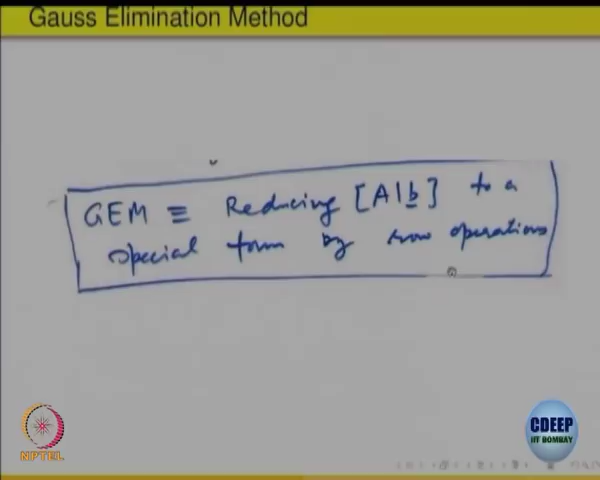 Gauss Elimination Method
GEM ≡ Reducing [A|b] to a
special form by row operations
NPTEL
CDEEP
IIT BOMBAY